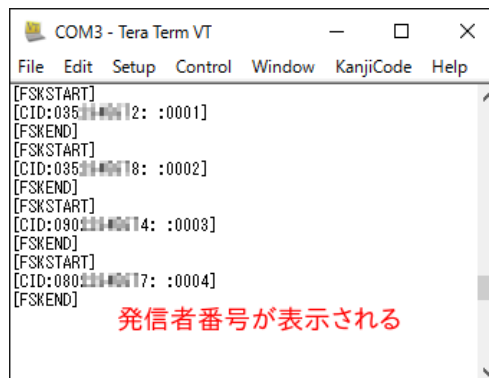 COM3 - Tera Term VT
File Edit Setup Control Window KanjiCode Help
[FSKSTART]
[CID:035 2: :0001]
[FSKEND]
[FSKSTART]
[CID:035 8: :0002]
[FSKEND]
[FSKSTART]
[CID:090 4: :0003]
[FSKEND]
[FSKSTART]
[CID:080 7: :0004]
[FSKEND]
発信者番号が表示される